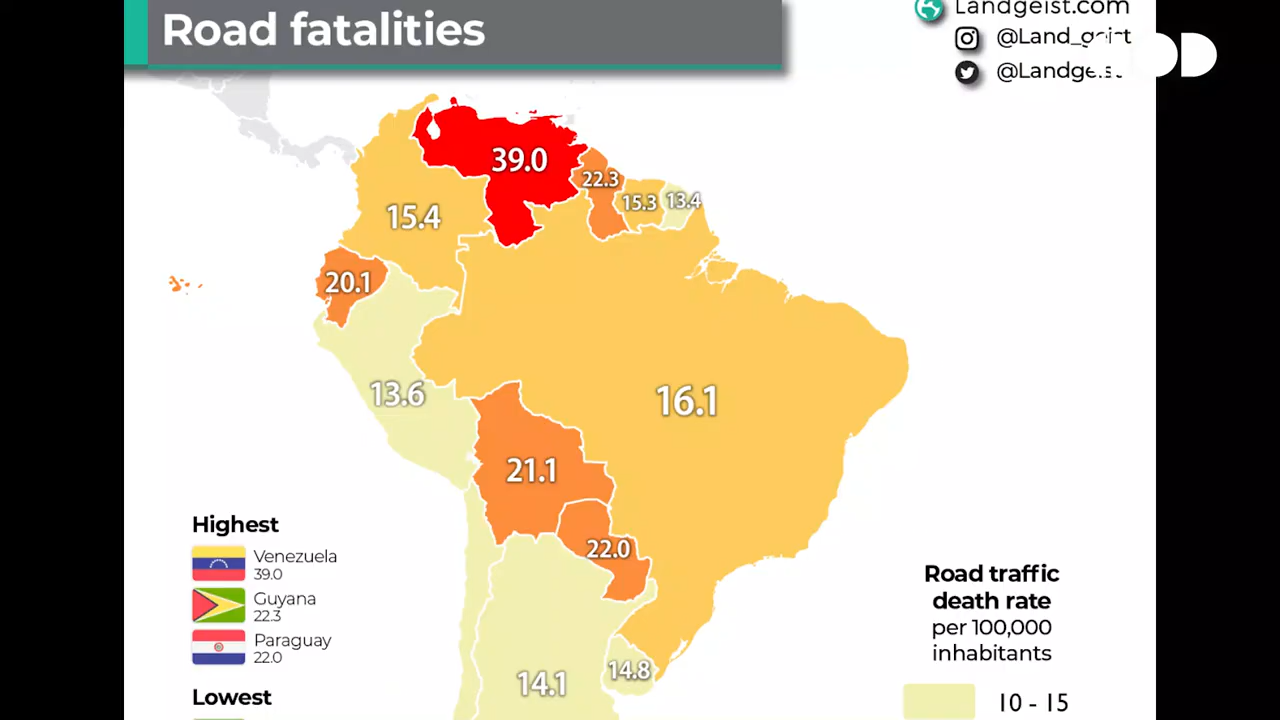 Road fatalities
Landgeist.com
@Land_geist
@Landgeist
39.0
22.3
15.3
13.4
15.4
20.1
13.6
16.1
21.1
22.0
14.8
14.1
Highest
Venezuela
39.0
Guyana
22.3
Paraguay
22.0
Lowest
Road traffic
death rate
per 100,000
inhabitants
10 - 15